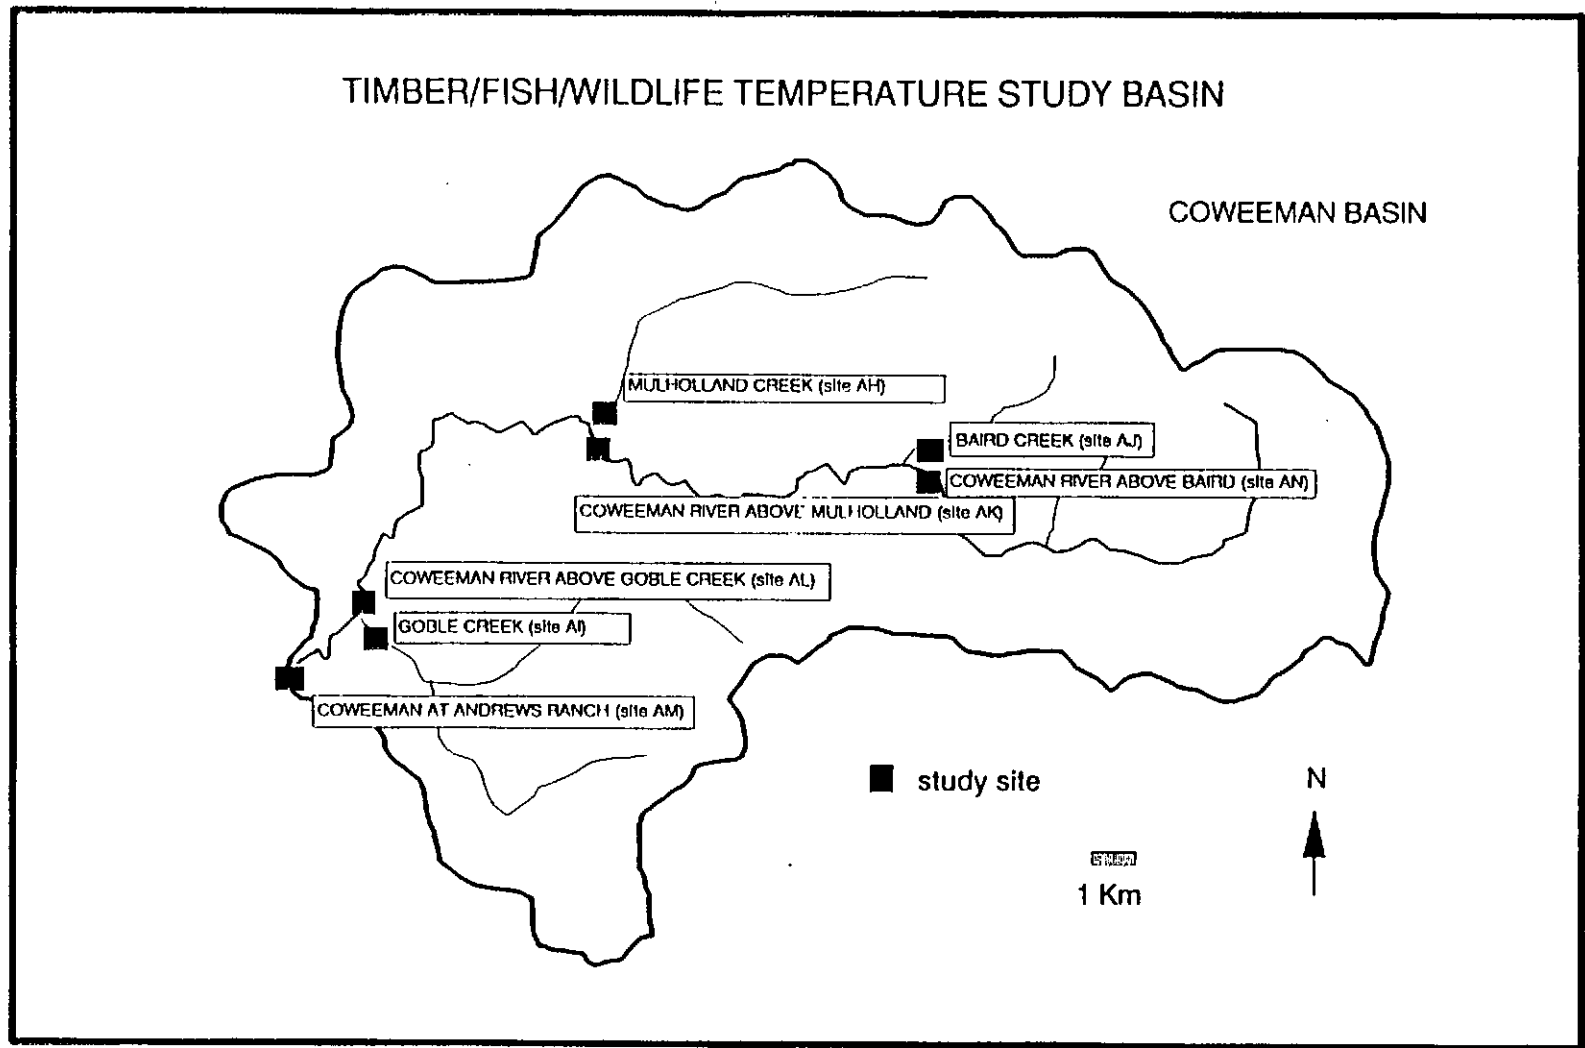 TIMBER/FISH/WILDLIFE TEMPERATURE STUDY BASIN
COWEEMAN BASIN
MULHOLLAND CREEK (site AH)
BAIRD CREEK (site AJ)
COWEEMAN RIVER ABOVE BAIRD (site AN)
COWEEMAN RIVER ABOVE MULHOLLAND (site AK)
COWEEMAN RIVER ABOVE GOBLE CREEK (site AL)
GOBLE CREEK (site AI)
COWEEMAN AT ANDREWS RANCH (site AM)
study site
N
1 Km